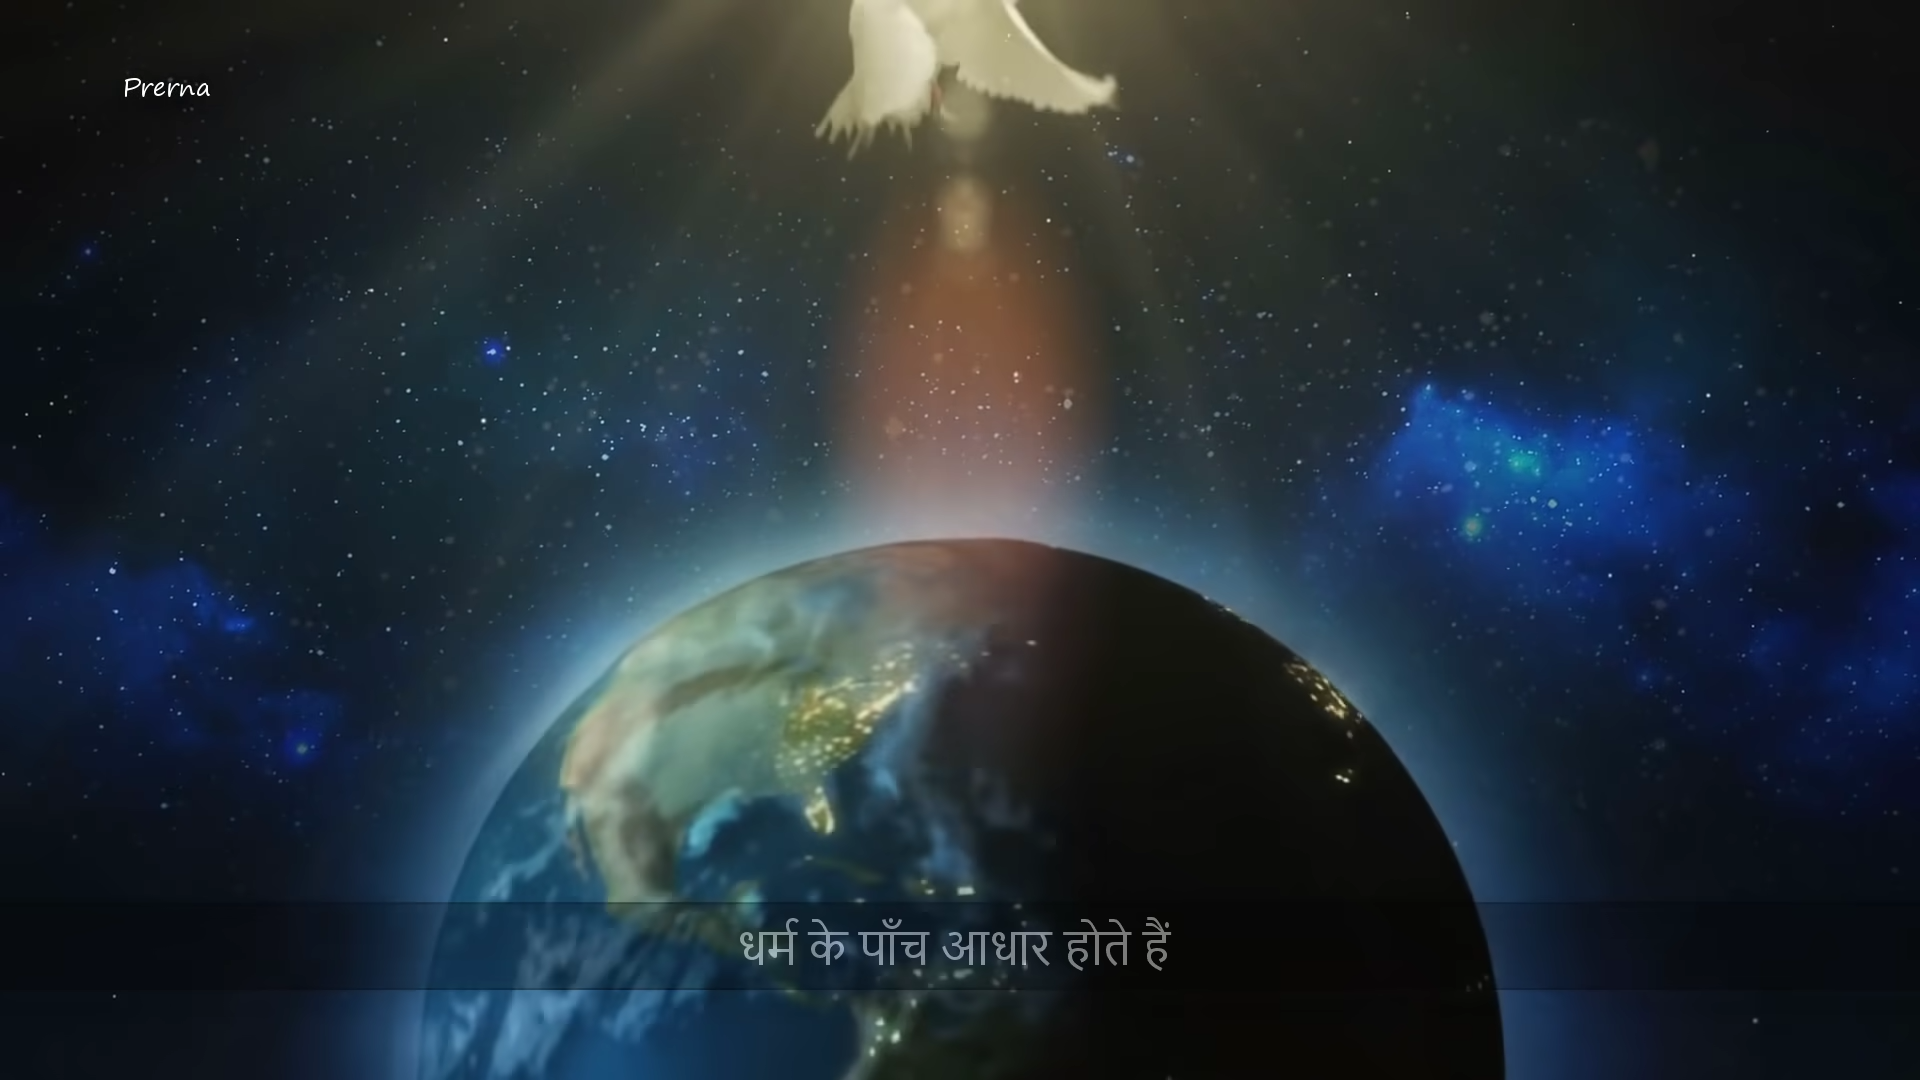 Prerna
धर्म के पाँच आधार होते हैं